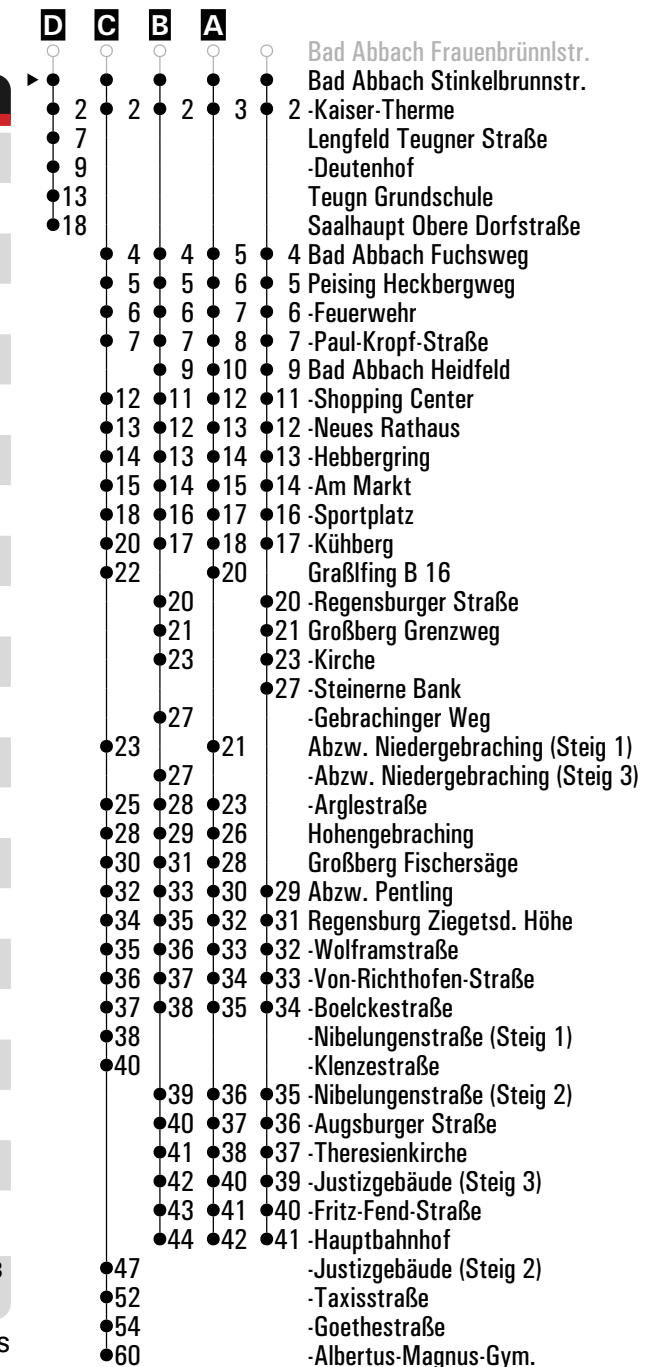 D C B A
Bad Abbach Frauenbrünnlstr.
Bad Abbach Stinkelbrunnstr.
2 2 2 3 2 -Kaiser-Therme
7 Lengfeld Teugner Straße
9 -Deutenhof
13 Teugn Grundschule
18 Saalhaupt Obere Dorfstraße
4 4 5 4 Bad Abbach Fuchsweg
5 5 6 5 Peising Heckbergweg
6 6 7 6 -Feuerwehr
7 7 8 7 -Paul-Kropf-Straße
9 10 9 Bad Abbach Heidfeld
12 11 12 11 -Shopping Center
13 12 13 12 -Neues Rathaus
14 13 14 13 -Hebbergring
15 14 15 14 -Am Markt
18 16 17 16 -Sportplatz
20 17 18 17 -Kühberg
22 20 Graßlfing B 16
20 20 -Regensburger Straße
21 21 Großberg Grenzweg
23 23 -Kirche
27 -Steinerne Bank
27 -Gebrachinger Weg
23 21 Abzw. Niedergebraching (Steig 1)
27 -Abzw. Niedergebraching (Steig 3)
25 28 23 -Arglestraße
28 29 26 Hohengebraching
30 31 28 Großberg Fischersäge
32 33 30 29 Abzw. Pentling
34 35 32 31 Regensburg Ziegetsd. Höhe
35 36 33 32 -Wolframstraße
36 37 34 33 -Von-Richthofen-Straße
37 38 35 34 -Boelckestraße
38 -Nibelungenstraße (Steig 1)
40 -Klenzestraße
39 36 35 -Nibelungenstraße (Steig 2)
40 37 36 -Augsburger Straße
41 38 37 -Theresienkirche
42 40 39 -Justizgebäude (Steig 3)
43 41 40 -Fritz-Fend-Straße
44 42 41 -Hauptbahnhof
47 -Justizgebäude (Steig 2)
52 -Taxisstraße
54 -Goethestraße
60 -Albertus-Magnus-Gym.